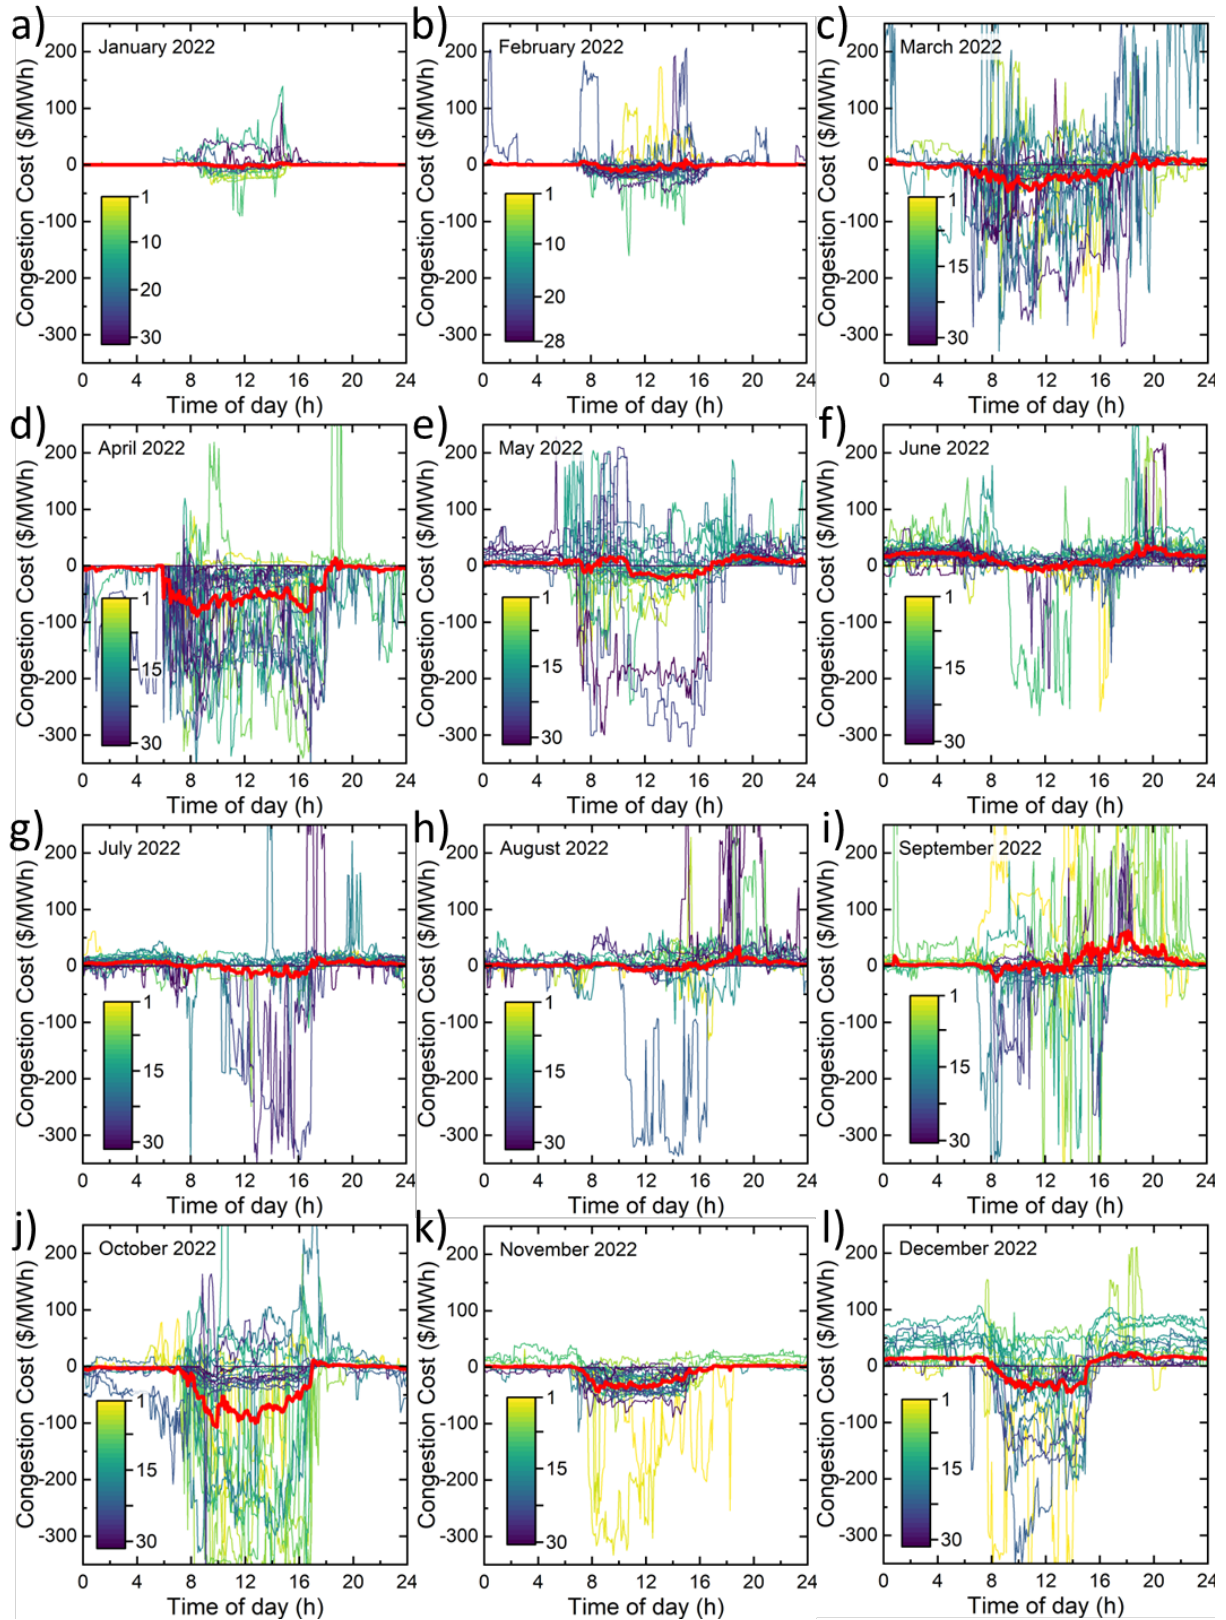 a)
January 2022
Congestion Cost ($/MWh)
200
100
0
-100
-200
-300
1
10
20
30
0 4 8 12 16 20 24
Time of day (h)
b)
February 2022
Congestion Cost ($/MWh)
200
100
0
-100
-200
-300
1
10
20
28
0 4 8 12 16 20 24
Time of day (h)
c)
March 2022
Congestion Cost ($/MWh)
200
100
0
-100
-200
-300
1
15
30
0 4 8 12 16 20 24
Time of day (h)
d)
April 2022
Congestion Cost ($/MWh)
200
100
0
-100
-200
-300
1
15
30
0 4 8 12 16 20 24
Time of day (h)
e)
May 2022
Congestion Cost ($/MWh)
200
100
0
-100
-200
-300
1
15
30
0 4 8 12 16 20 24
Time of day (h)
f)
June 2022
Congestion Cost ($/MWh)
200
100
0
-100
-200
-300
1
15
30
0 4 8 12 16 20 24
Time of day (h)
g)
July 2022
Congestion Cost ($/MWh)
200
100
0
-100
-200
-300
1
15
30
0 4 8 12 16 20 24
Time of day (h)
h)
August 2022
Congestion Cost ($/MWh)
200
100
0
-100
-200
-300
1
15
30
0 4 8 12 16 20 24
Time of day (h)
i)
September 2022
Congestion Cost ($/MWh)
200
100
0
-100
-200
-300
1
15
30
0 4 8 12 16 20 24
Time of day (h)
j)
October 2022
Congestion Cost ($/MWh)
200
100
0
-100
-200
-300
1
15
30
0 4 8 12 16 20 24
Time of day (h)
k)
November 2022
Congestion Cost ($/MWh)
200
100
0
-100
-200
-300
1
15
30
0 4 8 12 16 20 24
Time of day (h)
l)
December 2022
Congestion Cost ($/MWh)
200
100
0
-100
-200
-300
1
15
30
0 4 8 12 16 20 24
Time of day (h)